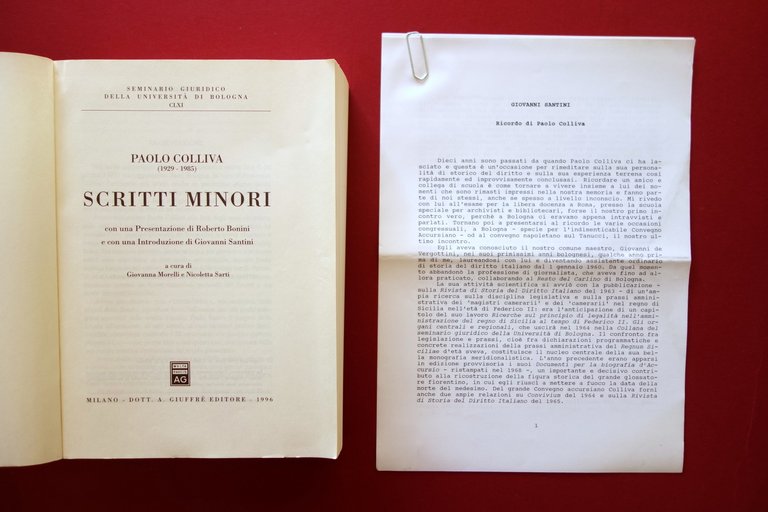 SEMINARIO GIURIDICO
DELLA UNIVERSITÀ DI BOLOGNA
CLXI
PAOLO COLLIVA
(1929 - 1985)
SCRITTI MINORI
con una Presentazione di Roberto Bonini
e con una Introduzione di Giovanni Santini
a cura di
Giovanna Morelli e Nicoletta Sarti
AG
MILANO - DOTT. A. GIUFFRÈ EDITORE - 1996
GIOVANNI SANTINI
Ricordo di Paolo Colliva
Dieci anni sono passati da quando Paolo Colliva ci ha la-
sciato e questa è un'occasione per rimeditare sulla sua persona-
lità di storico del diritto e sulla sua esperienza terrena così
rapidamente ed improvvisamente conclusasi. Ricordare un amico e
collega di scuola è come tornare a vivere insieme a lui dei mo-
menti che sono rimasti impressi nella nostra memoria e fanno par-
te di noi stessi, anche se spesso a livello inconscio. Mi rivedo
con lui all'esame per la libera docenza a Roma, presso la scuola
speciale per archivisti e bibliotecari, forse il nostro primo in-
contro vero, perché a Bologna ci eravamo appena intravvisti e
parlati. Tornano poi a presentarsi al ricordo le varie occasioni
congressuali, a Bologna - specie per l'indimenticabile Convegno
Accursiano - od al convegno napoletano sul Tanucci, il nostro ul-
timo incontro.
Egli aveva conosciuto il nostro comune maestro, Giovanni de
Vergottini, nei suoi primissimi anni bolognesi, qualche anno pri-
ma di me, laureandosi con lui e diventando assistente ordinario
di storia del diritto italiano dal 1 gennaio 1960. Da quel momen-
to abbandonò la professione di giornalista, che aveva fino ad al-
lora praticato, collaborando al Resto del Carlino di Bologna.
La sua attività scientifica si avviò con la pubblicazione -
sulla Rivista di Storia del Diritto Italiano del 1963 - di un'am-
pia ricerca sulla disciplina legislativa e sulla prassi ammini-
strativa dei 'magistri camerarii' e dei 'camerarii' nel regno di
Sicilia nell'età di Federico II: era l'anticipazione di un capi-
tolo del suo lavoro Ricerche sul principio di legalità nell'ammi-
nistrazione del regno di Sicilia al tempo di Federico II. Gli or-
gani centrali e regionali, che uscirà nel 1964 nella Collana del
seminario giuridico della Università di Bologna. Il confronto fra
legislazione e prassi, cioè fra dichiarazioni programmatiche e
concrete realizzazioni della prassi amministrativa del Regnum Si-
ciliae d'età sveva, costituisce il nucleo centrale della sua bel-
la monografia meridionalistica. L'anno precedente erano apparsi
in edizione provvisoria i suoi Documenti per la biografia d'Ac-
cursio - ristampati nel 1968 -, un importante e decisivo contri-
buto alla ricostruzione della figura storica del grande glossato-
re fiorentino, in cui egli riuscì a mettere a fuoco la data della
morte del medesimo. Del grande Convegno accursiano Colliva fornì
anche due ampie relazioni su Convivium del 1964 e sulla Rivista
di Storia del Diritto Italiano del 1965.
1